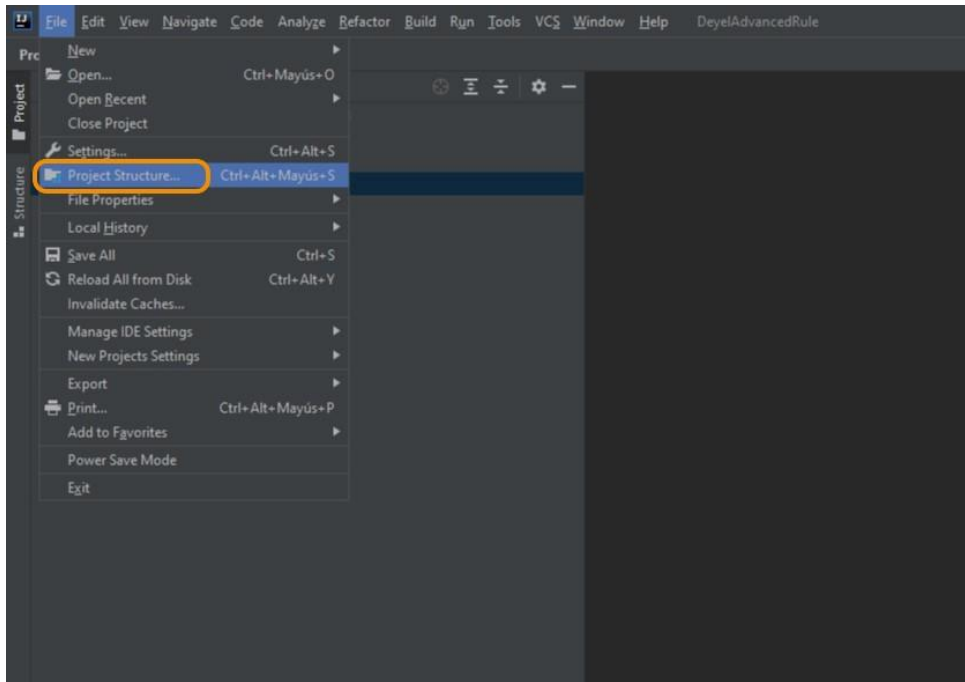 IJ File Edit View Navigate Code Analyze Refactor Build Run Tools VCS Window Help DeyelAdvancedRule
Prc
New
Open... Ctrl+Mayús+O
Open Recent
Close Project
Settings... Ctrl+Alt+S
Project Structure... Ctrl+Alt+Mayús+S
File Properties
Local History
Save All Ctrl+S
Reload All from Disk Ctrl+Alt+Y
Invalidate Caches...
Manage IDE Settings
New Projects Settings
Export
Print... Ctrl+Alt+Mayús+P
Add to Favorites
Power Save Mode
Exit
Project
Structure